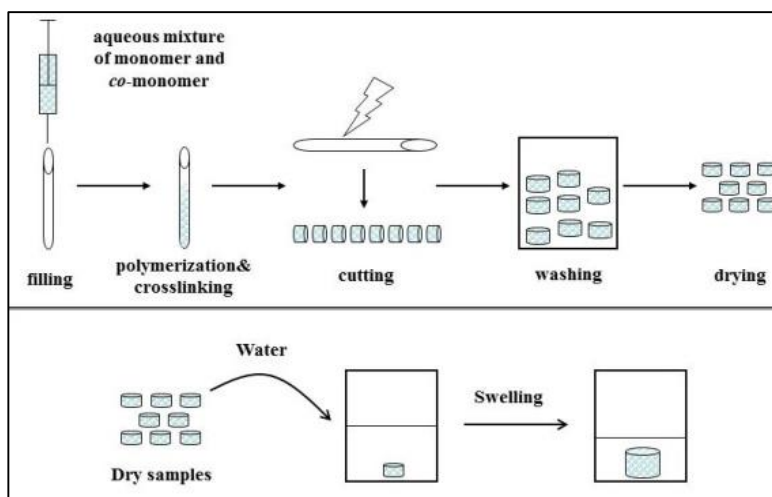 aqueous mixture
of monomer and
co-monomer
filling
polymerization&
crosslinking
cutting
washing
drying
Water
Swelling
Dry samples